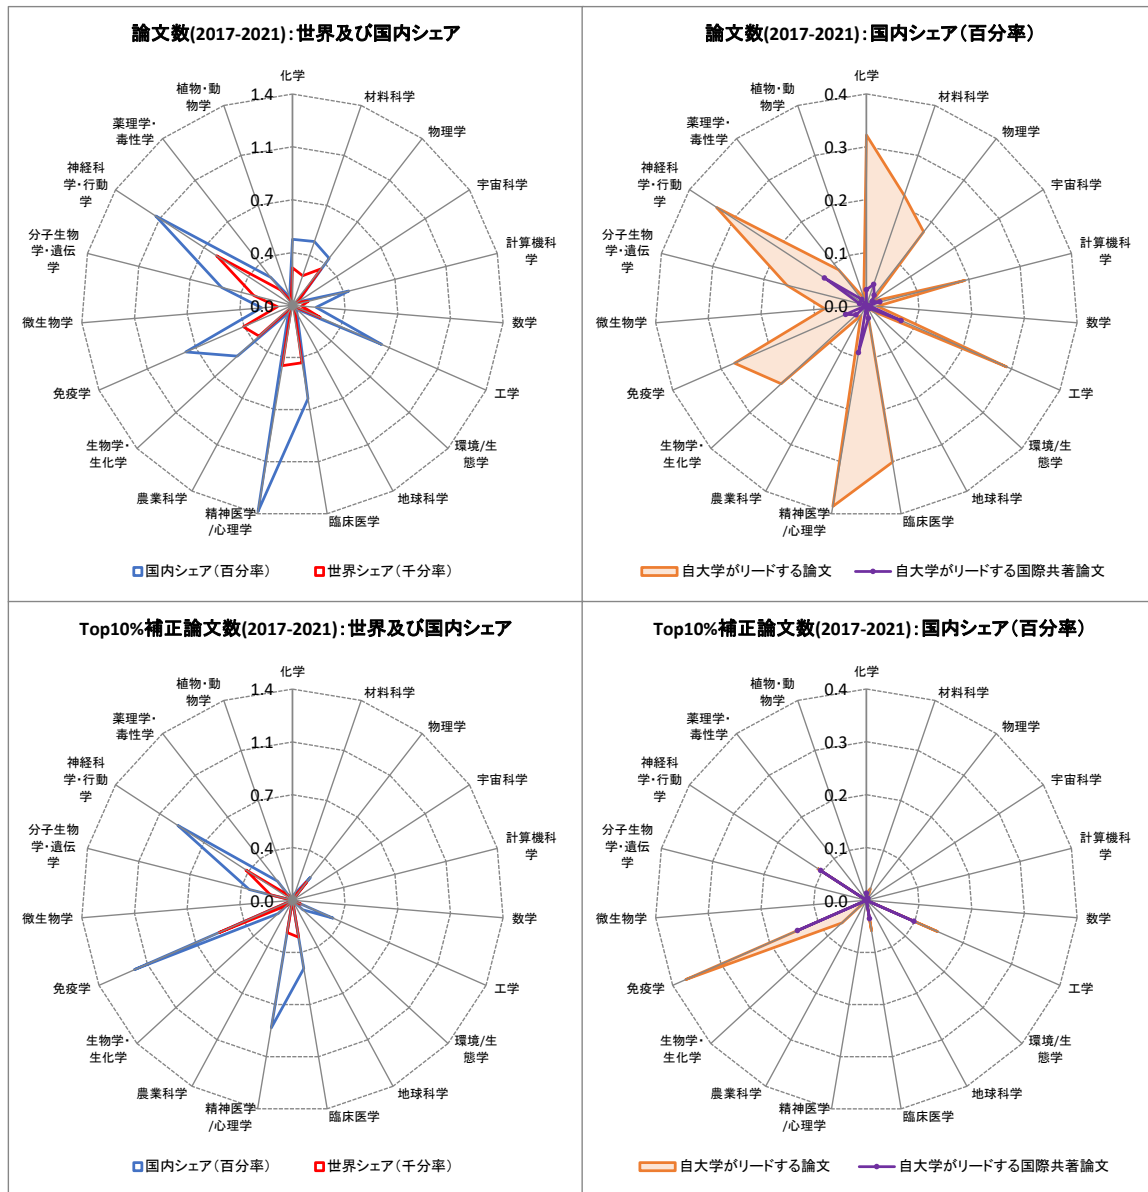 論文数(2017-2021):世界及び国内シェア
化学
材料科学
物理学
宇宙科学
計算機科
学
数学
工学
環境/生
態学
地球科学
臨床医学
精神医学
/心理学
農業科学
生物学・
生化学
免疫学
微生物学
分子生物
学・遺伝
学
神経科
学・行動
学
薬理学・
毒性学
植物・動
物学
1.4
1.1
0.7
0.4
0.0
国内シェア(百分率)
世界シェア(千分率)
論文数(2017-2021):国内シェア(百分率)
化学
材料科学
物理学
宇宙科学
計算機科
学
数学
工学
環境/生
態学
地球科学
臨床医学
精神医学
/心理学
農業科学
生物学・
生化学
免疫学
微生物学
分子生物
学・遺伝
学
神経科
学・行動
学
薬理学・
毒性学
植物・動
物学
0.4
0.3
0.2
0.1
0.0
自大学がリードする論文
自大学がリードする国際共著論文
Top10%補正論文数(2017-2021):世界及び国内シェア
化学
材料科学
物理学
宇宙科学
計算機科
学
数学
工学
環境/生
態学
地球科学
臨床医学
精神医学
/心理学
農業科学
生物学・
生化学
免疫学
微生物学
分子生物
学・遺伝
学
神経科
学・行動
学
薬理学・
毒性学
植物・動
物学
1.4
1.1
0.7
0.4
0.0
国内シェア(百分率)
世界シェア(千分率)
Top10%補正論文数(2017-2021):国内シェア(百分率)
化学
材料科学
物理学
宇宙科学
計算機科
学
数学
工学
環境/生
態学
地球科学
臨床医学
精神医学
/心理学
農業科学
生物学・
生化学
免疫学
微生物学
分子生物
学・遺伝
学
神経科
学・行動
学
薬理学・
毒性学
植物・動
物学
0.4
0.3
0.2
0.1
0.0
自大学がリードする論文
自大学がリードする国際共著論文